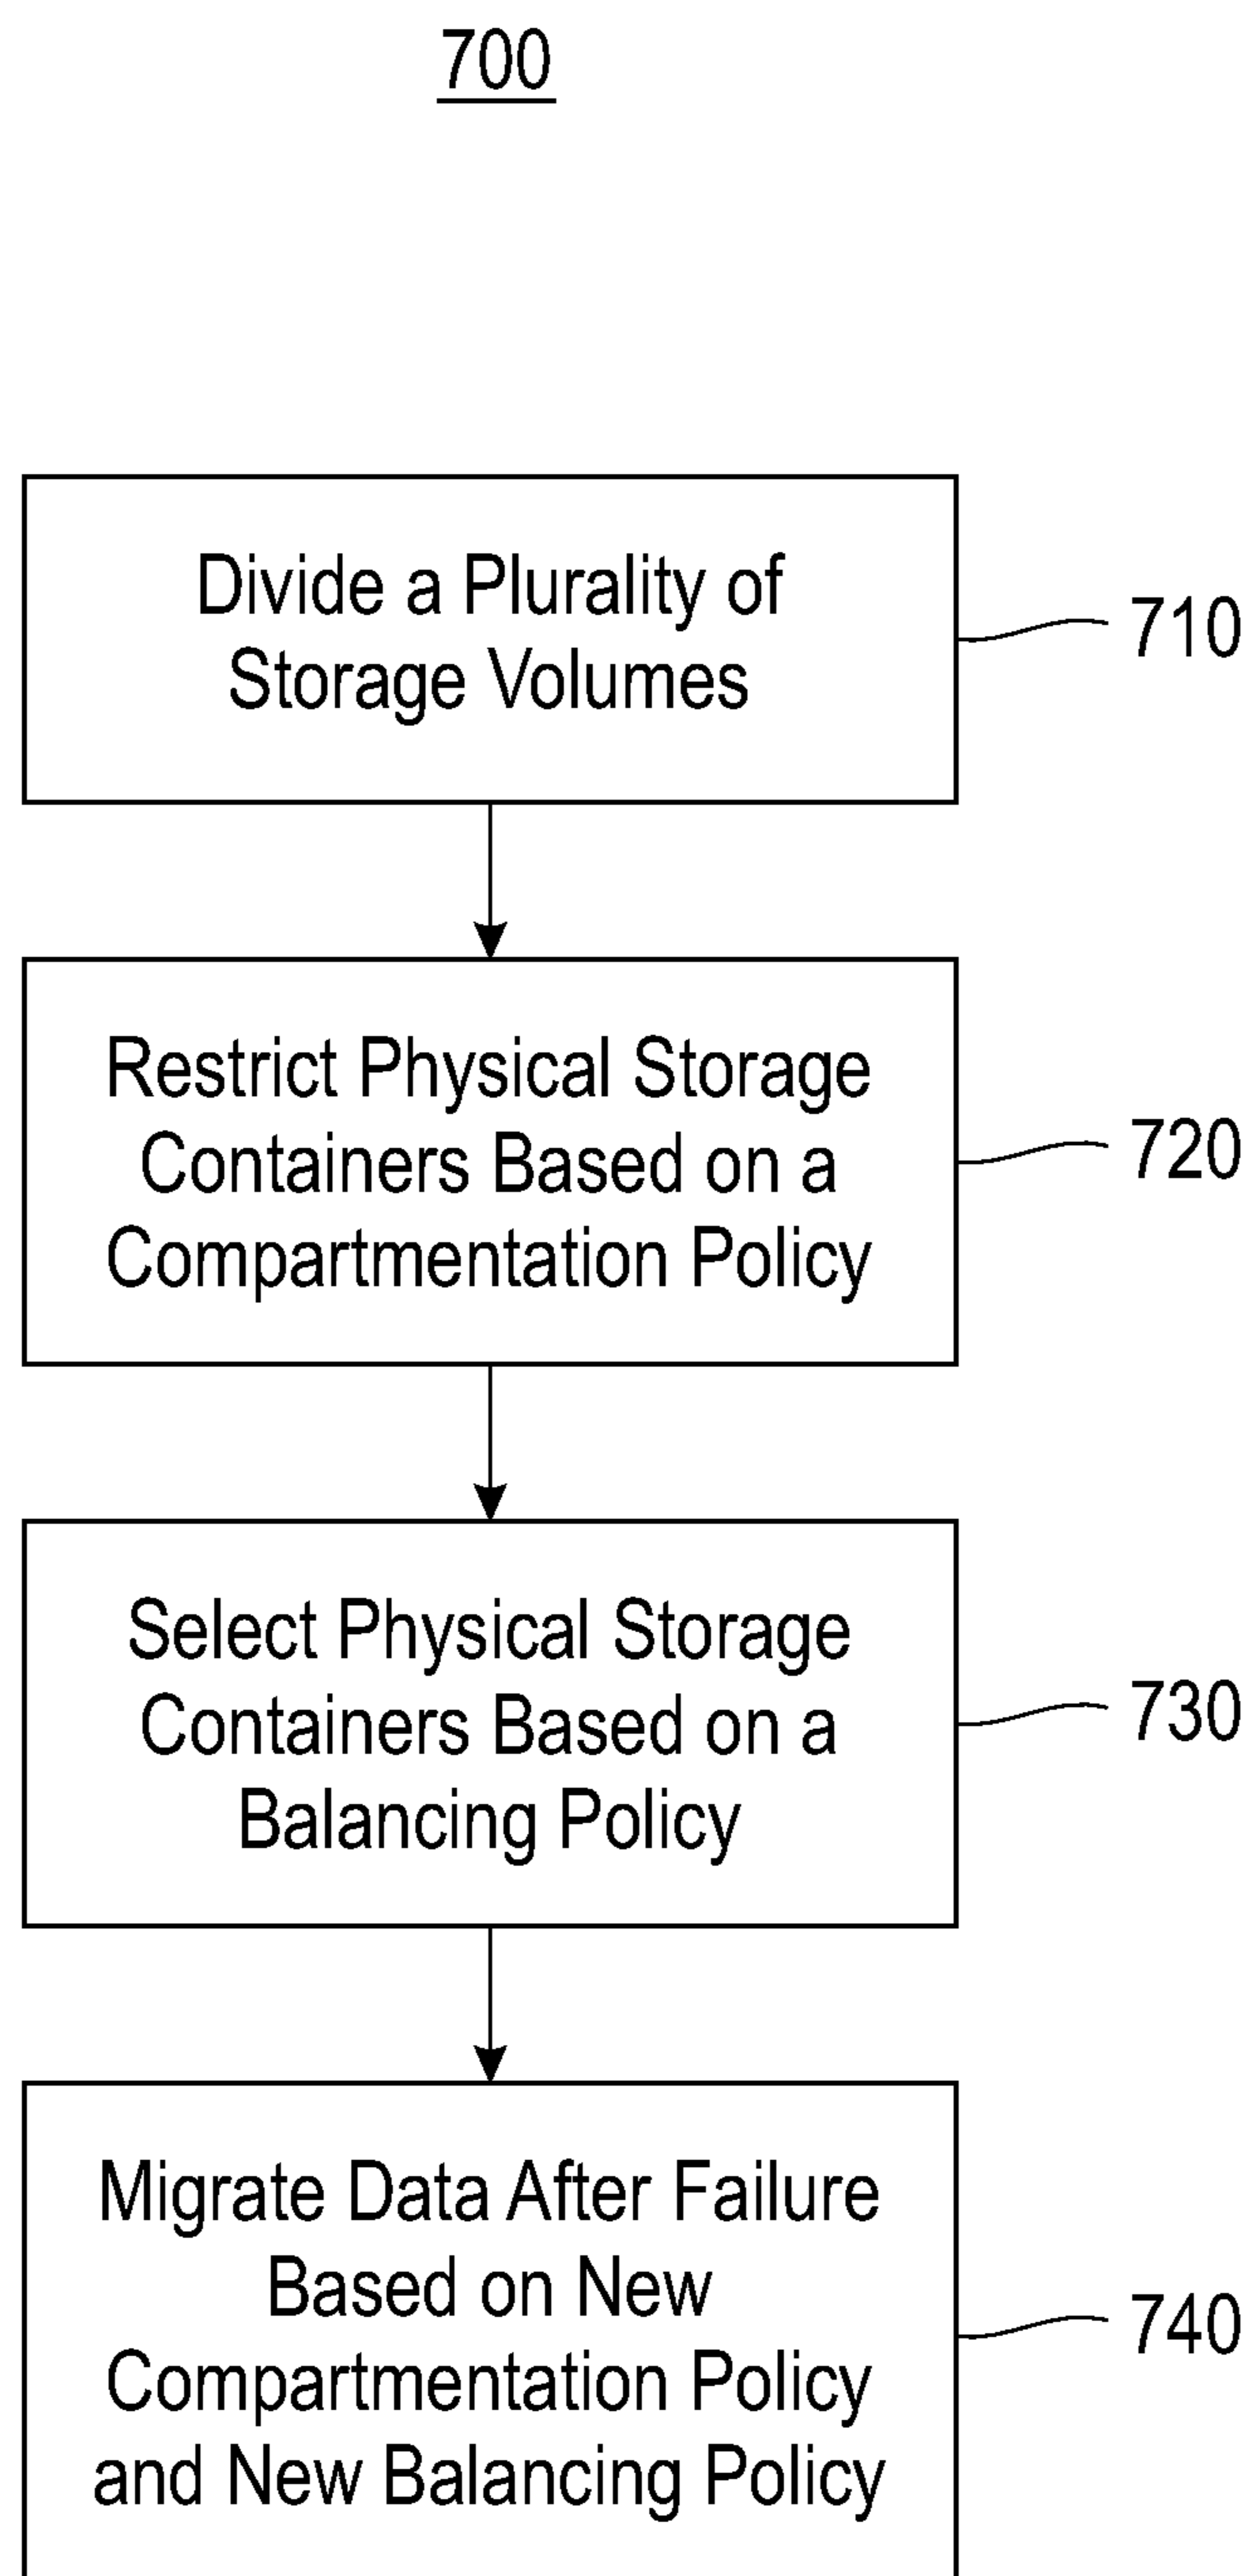 700
Divide a Plurality of
Storage Volumes
710
Restrict Physical Storage
Containers Based on a
Compartmentation Policy
720
Select Physical Storage
Containers Based on a
Balancing Policy
730
Migrate Data After Failure
Based on New
Compartmentation Policy
and New Balancing Policy
740